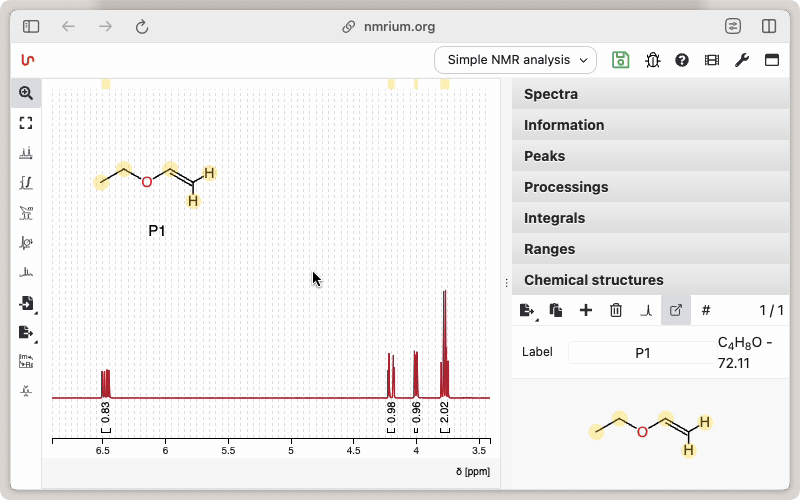 nmrium.org
Simple NMR analysis
Spectra
Information
Peaks
Processings
Integrals
Ranges
Chemical structures
# 1 / 1
Label P1 C4H8O - 72.11
O H
H
P1
0.83 0.98 0.96 2.02
6.5 6 5.5 5 4.5 4 3.5
δ [ppm]
O H
H